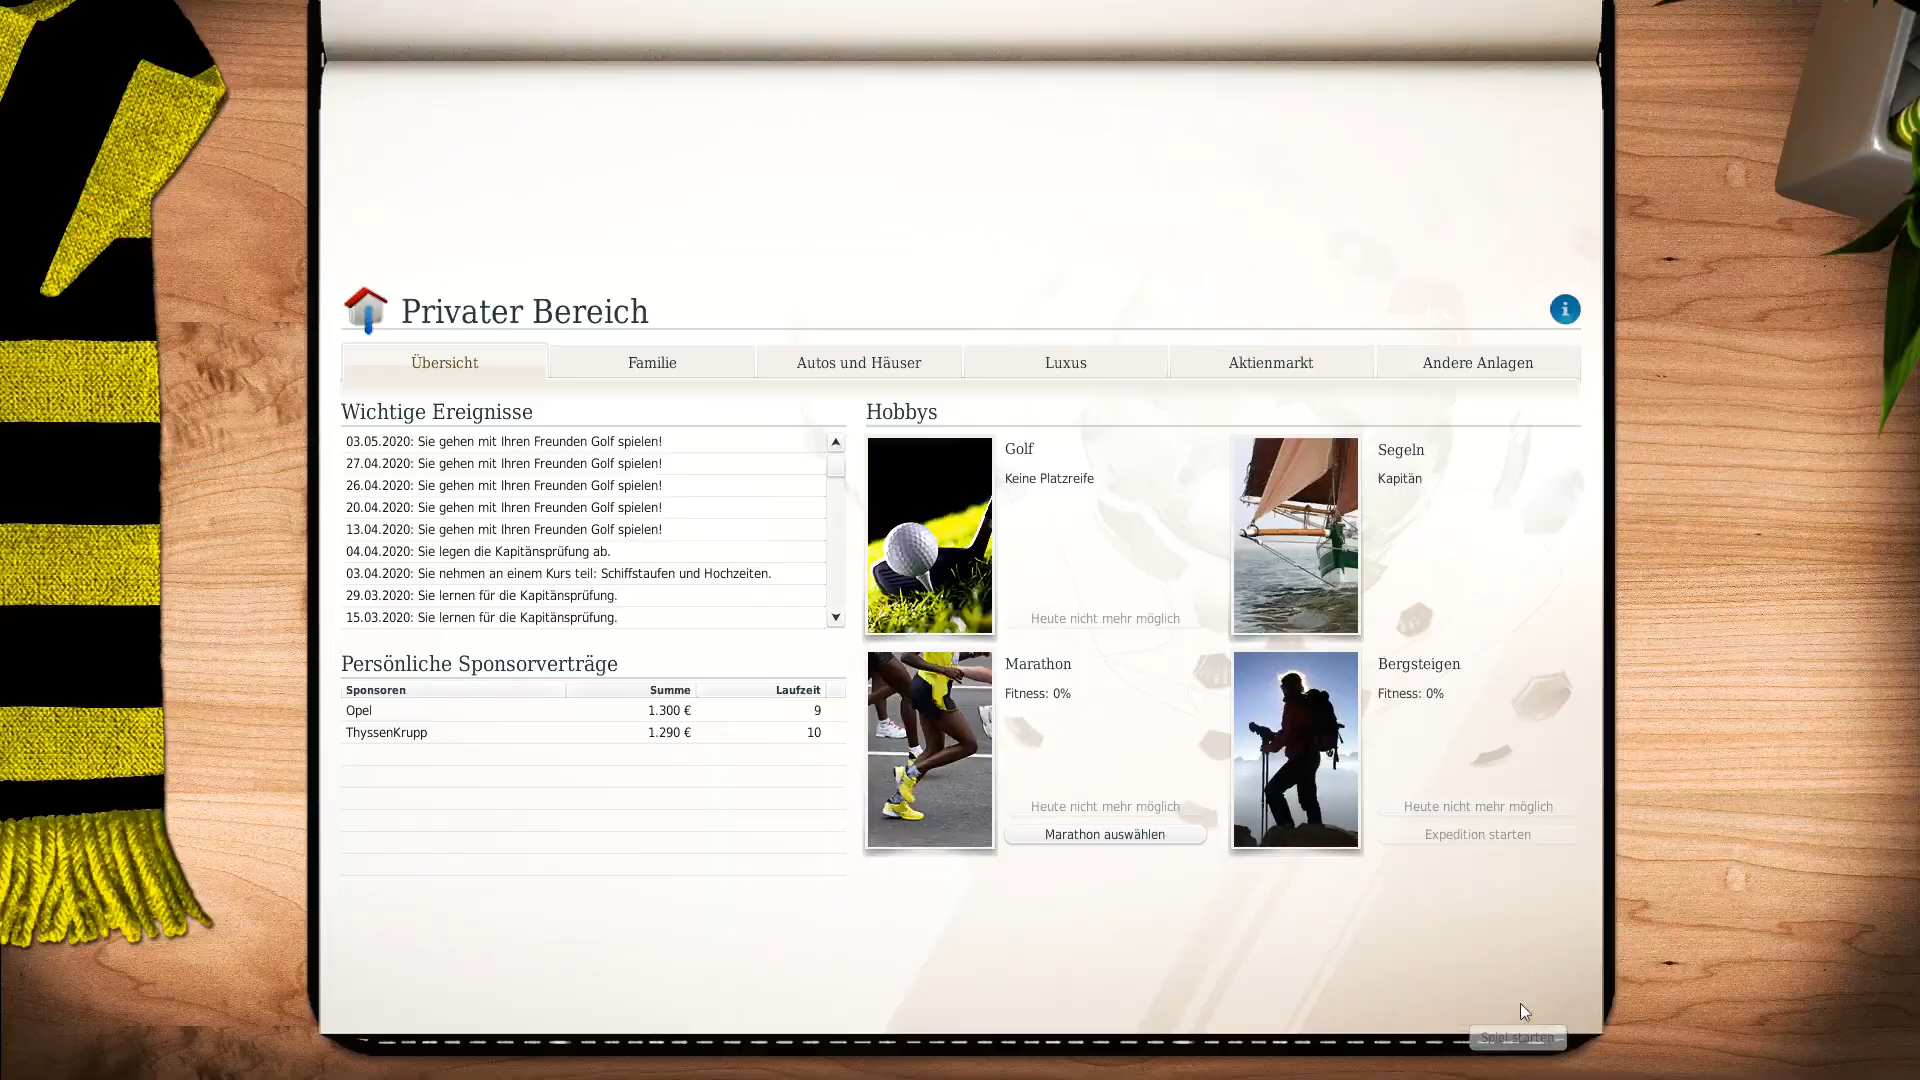 Privater Bereich
Übersicht
Familie
Autos und Häuser
Luxus
Aktienmarkt
Andere Anlagen
Wichtige Ereignisse
03.05.2020: Sie gehen mit Ihren Freunden Golf spielen!
27.04.2020: Sie gehen mit Ihren Freunden Golf spielen!
26.04.2020: Sie gehen mit Ihren Freunden Golf spielen!
20.04.2020: Sie gehen mit Ihren Freunden Golf spielen!
13.04.2020: Sie gehen mit Ihren Freunden Golf spielen!
04.04.2020: Sie legen die Kapitänsprüfung ab.
03.04.2020: Sie nehmen an einem Kurs teil: Schiffstaufen und Hochzeiten.
29.03.2020: Sie lernen für die Kapitänsprüfung.
15.03.2020: Sie lernen für die Kapitänsprüfung.
Persönliche Sponsorverträge
Sponsoren Summe Laufzeit
Opel 1.300 € 9
ThyssenKrupp 1.290 € 10
Hobbys
Golf
Keine Platzreife
Heute nicht mehr möglich
Segeln
Kapitän
Marathon
Fitness: 0%
Heute nicht mehr möglich
Marathon auswählen
Bergsteigen
Fitness: 0%
Heute nicht mehr möglich
Expedition starten
Spiel starten